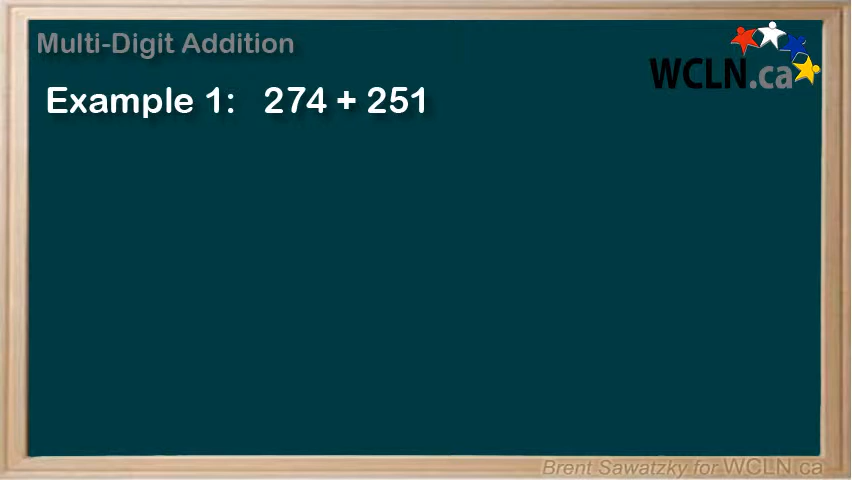 Multi-Digit Addition
WCLN.ca
Example 1: 274 + 251
Brent Sawatzky for WCLN.ca